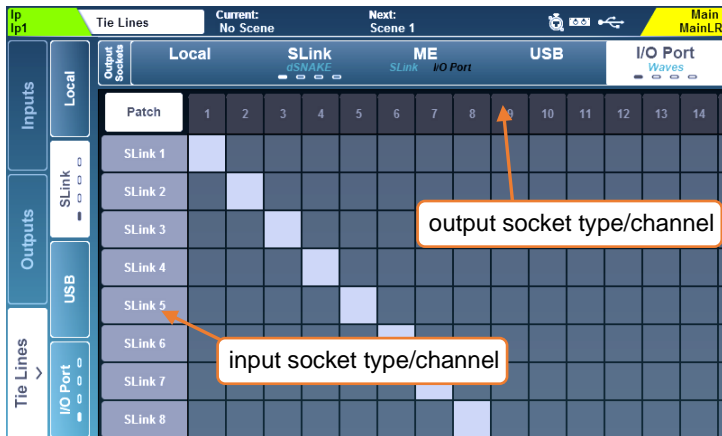 Ip
Ip1
Tie Lines
Current:
No Scene
Next:
Scene 1
Main
MainLR
Inputs
Outputs
Tie Lines
Local
SLink
USB
I/O Port
Output Sockets
Local
SLink
dSNAKE
ME
SLink I/O Port
USB
I/O Port
Waves
Patch 1 2 3 4 5 6 7 8 9 10 11 12 13 14
SLink 1
SLink 2
SLink 3
SLink 4
SLink 5
SLink 6
SLink 7
SLink 8
output socket type/channel
input socket type/channel